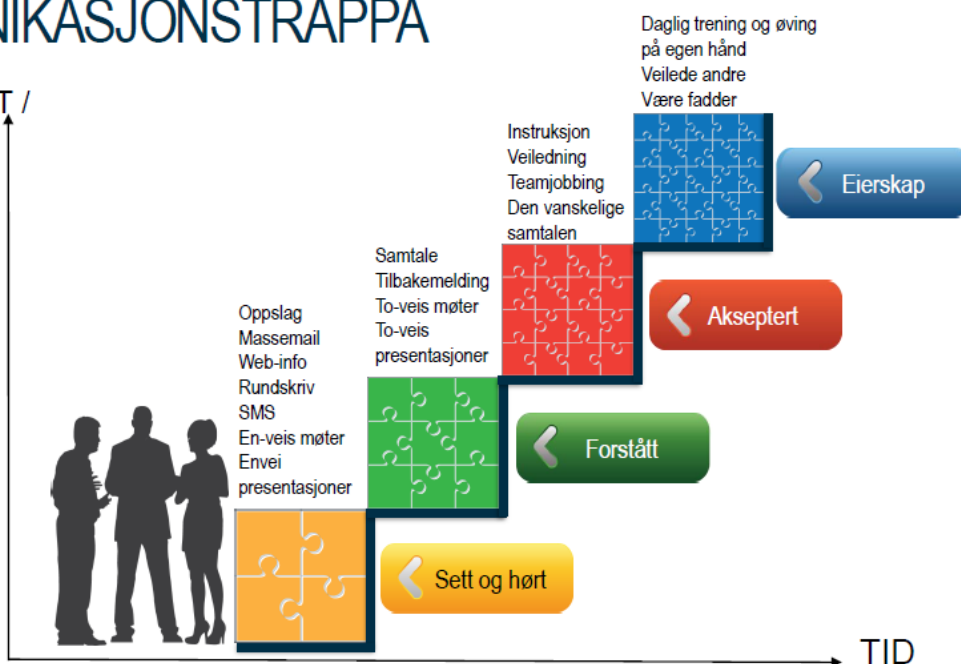 NIKASJONSTRAPPA
T /
Daglig trening og øving
på egen hånd
Veilede andre
Være fadder
Eierskap
Instruksjon
Veiledning
Teamjobbing
Den vanskelige
samtalen
Akseptert
Samtale
Tilbakemelding
To-veis møter
To-veis
presentasjoner
Forstått
Oppslag
Massemail
Web-info
Rundskriv
SMS
En-veis møter
Envei
presentasjoner
Sett og hørt
TID